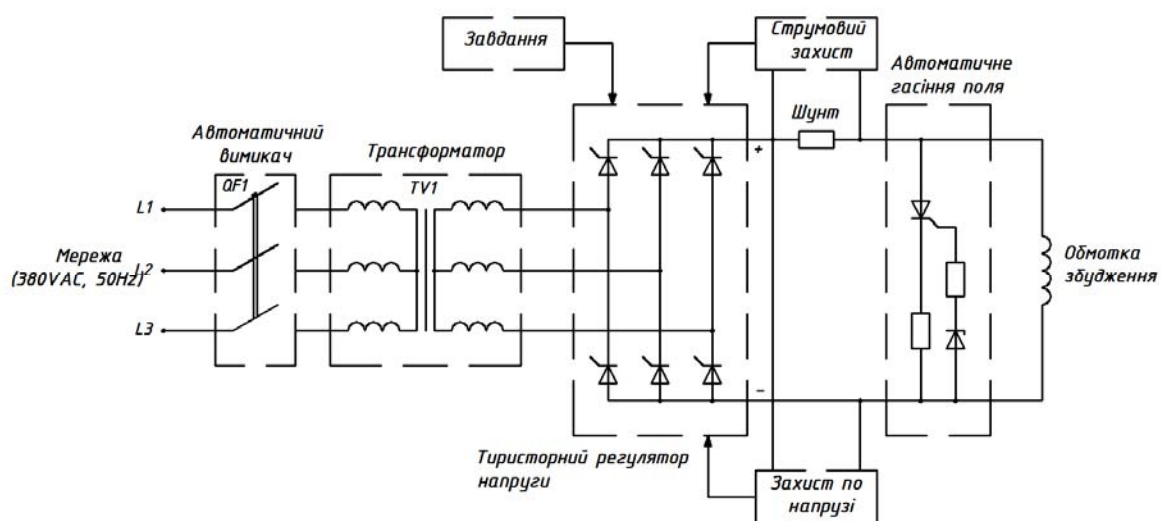 Завдання
Струмовий
захист
Автоматичне
гасіння поля
Шунт
Автоматичний
вимикач
Трансформатор
QF1
TV1
+
L1
Мережа
(380VAC, 50Hz)
L2
L3
Обмотка
збудження
−
Тиристорний регулятор
напруги
Захист по
напрузі